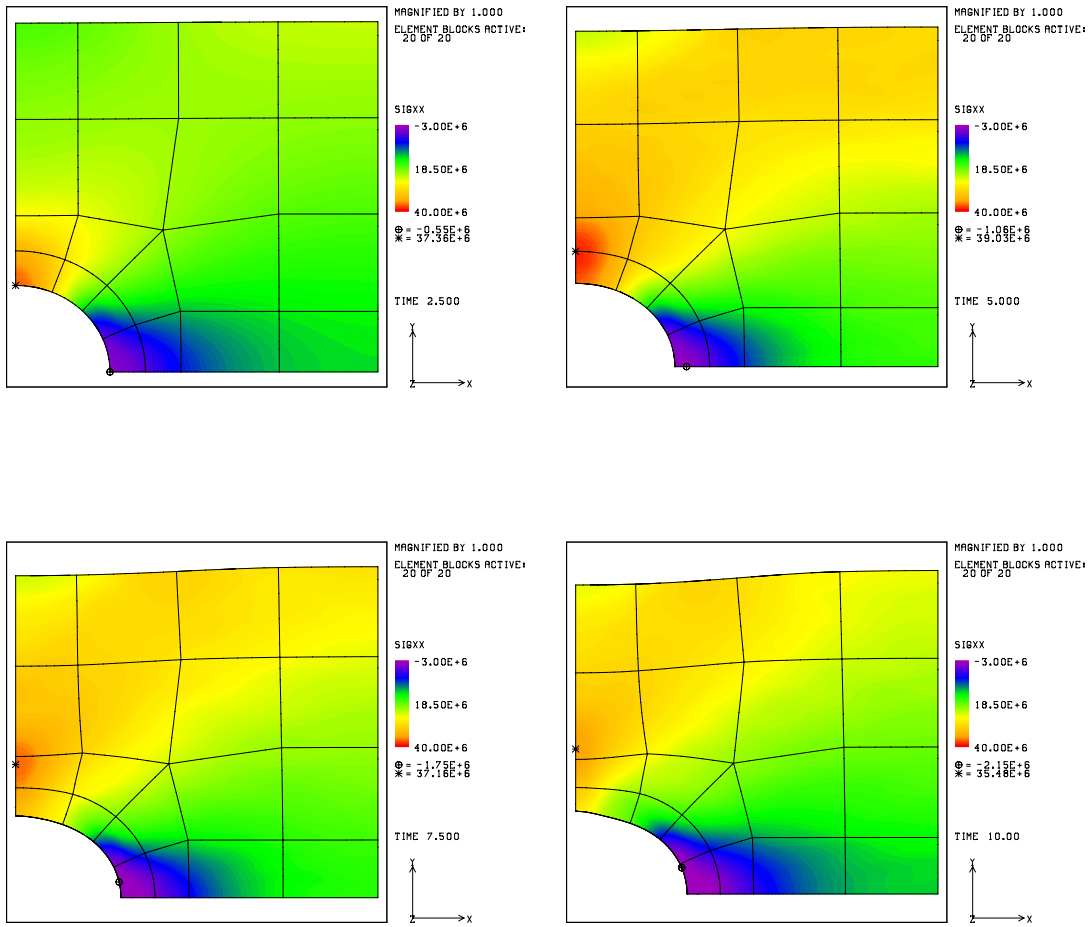 MAGNIFIED BY 1.000
ELEMENT BLOCKS ACTIVE:
20 OF 20
SIGXX
-3.00E+6
18.50E+6
40.00E+6
= -0.55E+6
* = 37.36E+6
TIME 2.500
Y
Z X
MAGNIFIED BY 1.000
ELEMENT BLOCKS ACTIVE:
20 OF 20
SIGXX
-3.00E+6
18.50E+6
40.00E+6
= -1.06E+6
* = 39.03E+6
TIME 5.000
Y
Z X
MAGNIFIED BY 1.000
ELEMENT BLOCKS ACTIVE:
20 OF 20
SIGXX
-3.00E+6
18.50E+6
40.00E+6
= -1.75E+6
* = 37.16E+6
TIME 7.500
Y
Z X
MAGNIFIED BY 1.000
ELEMENT BLOCKS ACTIVE:
20 OF 20
SIGXX
-3.00E+6
18.50E+6
40.00E+6
= -2.15E+6
* = 35.48E+6
TIME 10.00
Y
Z X